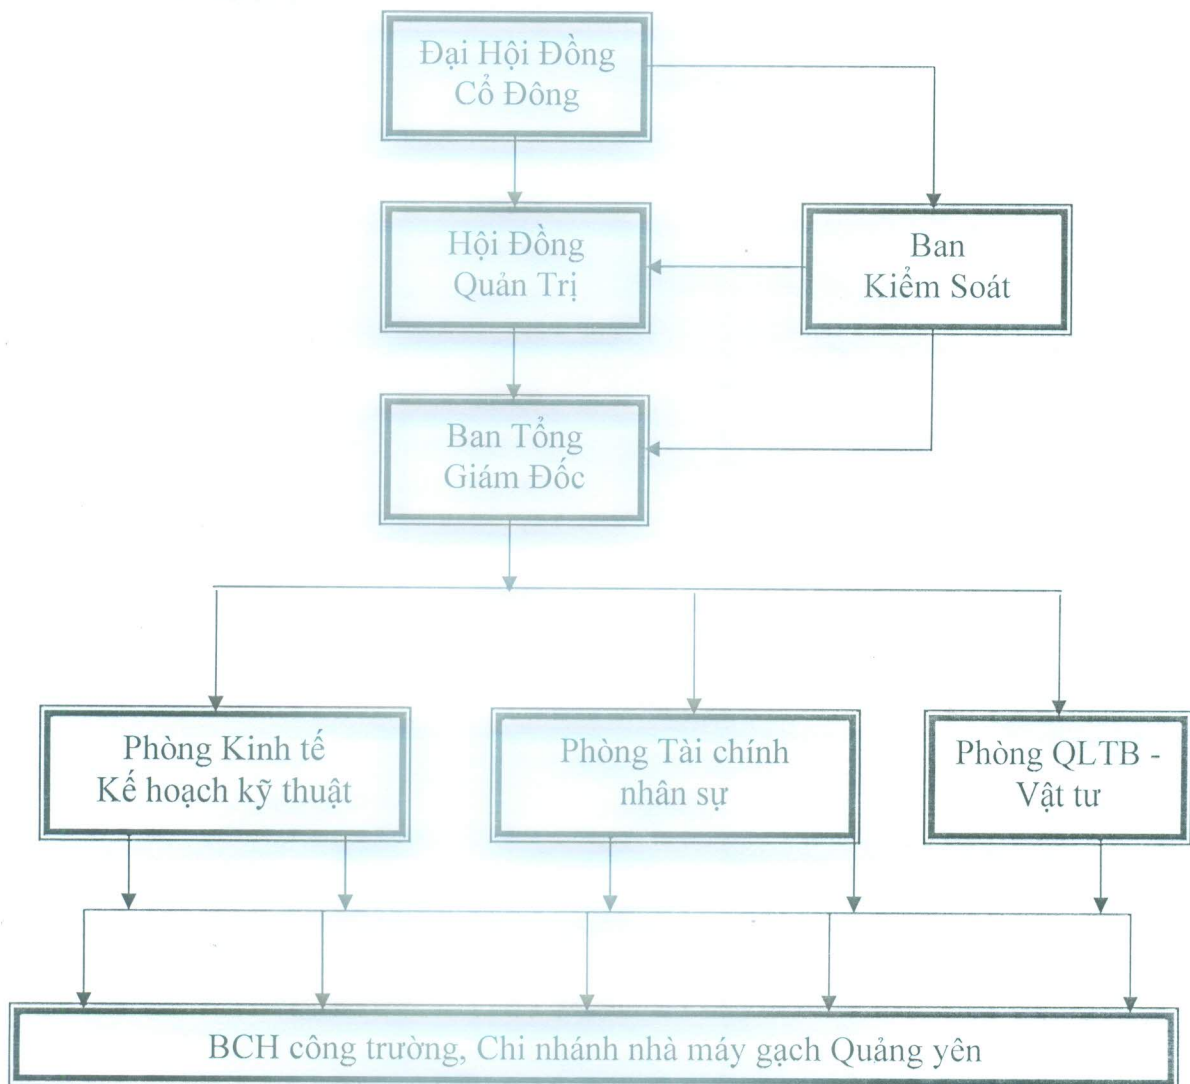 Đại Hội Đồng
Cổ Đông
Hội Đồng
Quản Trị
Ban
Kiểm Soát
Ban Tổng
Giám Đốc
Phòng Kinh tế
Kế hoạch kỹ thuật
Phòng Tài chính
nhân sự
Phòng QLTB -
Vật tư
BCH công trường, Chi nhánh nhà máy gạch Quảng yên